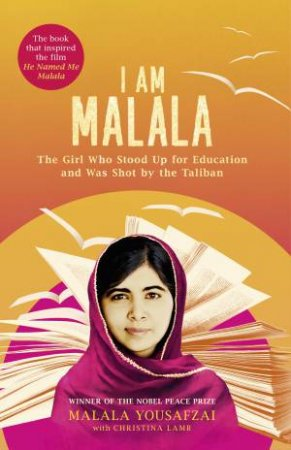 The book
that inspired
the film
He Named Me
Malala
I AM
MALALA
The Girl Who Stood Up for Education
and Was Shot by the Taliban
WINNER OF THE NOBEL PEACE PRIZE
MALALA YOUSAFZAI
with CHRISTINA LAMB